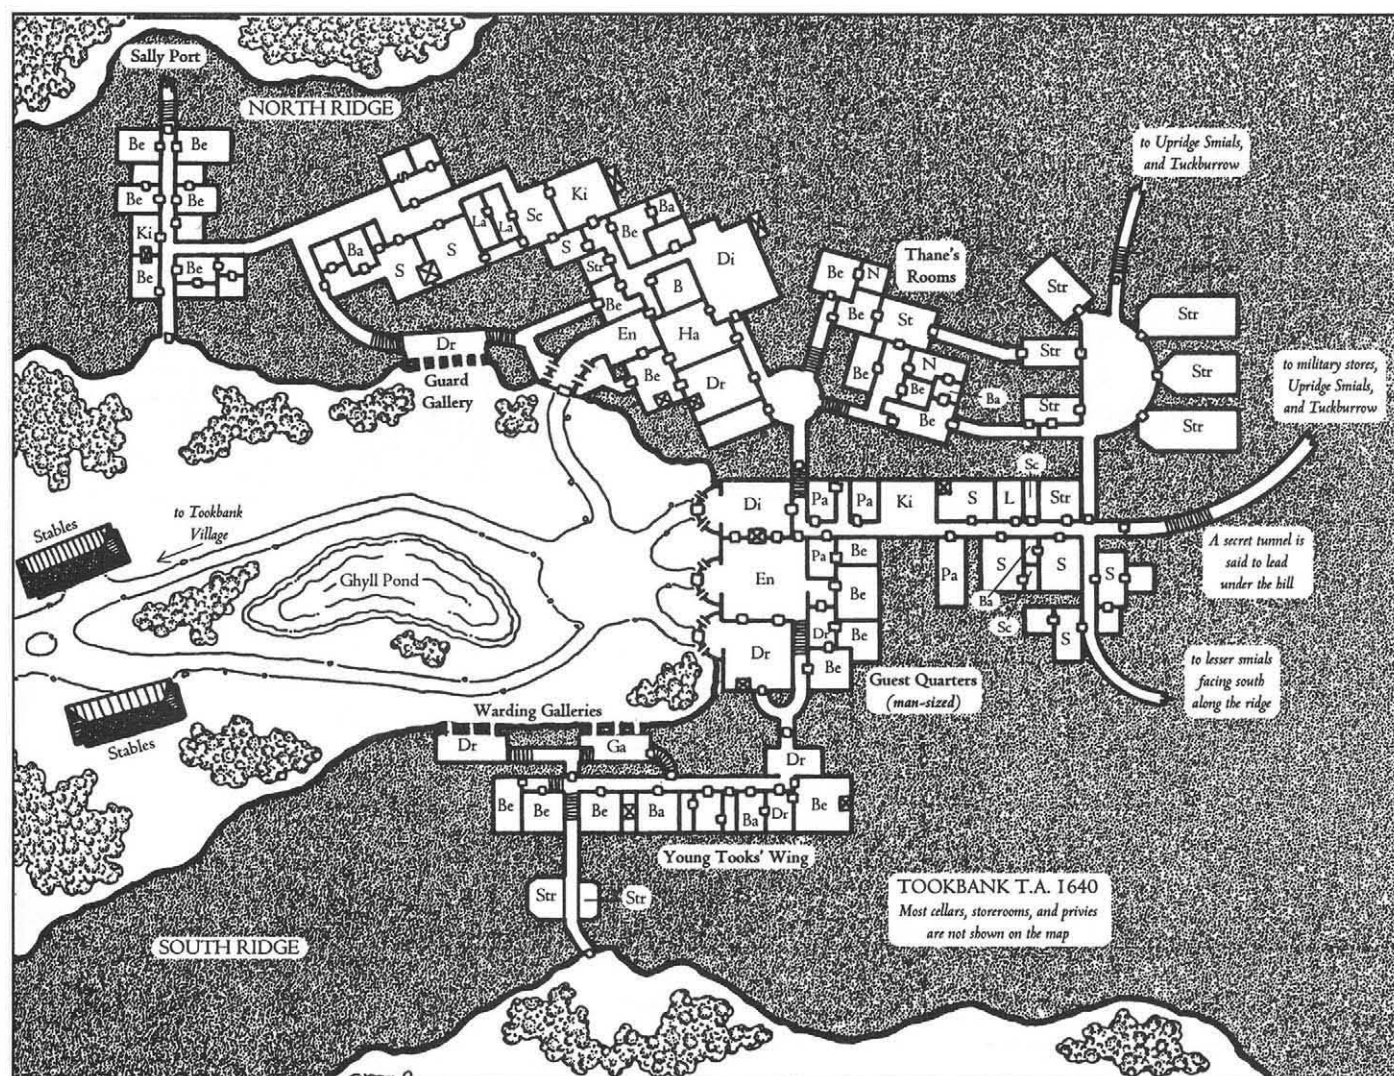 Sally Port
NORTH RIDGE
to Upridge Smials,
and Tuckburrow
Be
Be
Be
Be
Ki
Be
Be
S
Ba
S
S
La
La
Sc
Ki
S
Str
Be
Ba
Be
Di
B
En
Ha
Be
Dr
Dr
Guard
Gallery
Thane's
Rooms
Be
N
Be
St
Be
N
Be
Be
Ba
Str
Str
Str
Str
Str
Str
to military stores,
Upridge Smials,
and Tuckburrow
Sc
Di
Pa
Pa
Ki
S
L
Str
Stables
to Tookbank
Village
Ghyll Pond
En
Pa
Be
Be
Dr
Be
Be
Dr
Pa
S
S
S
Ba
Sc
S
A secret tunnel is
said to lead
under the hill
to lesser smials
facing south
along the ridge
Guest Quarters
(man-sized)
Stables
Warding Galleries
Dr
Ga
Dr
Be
Be
Be
Ba
Ba
Dr
Be
Young Tooks' Wing
Str
Str
SOUTH RIDGE
TOOKBANK T.A. 1640
Most cellars, storerooms, and privies
are not shown on the map